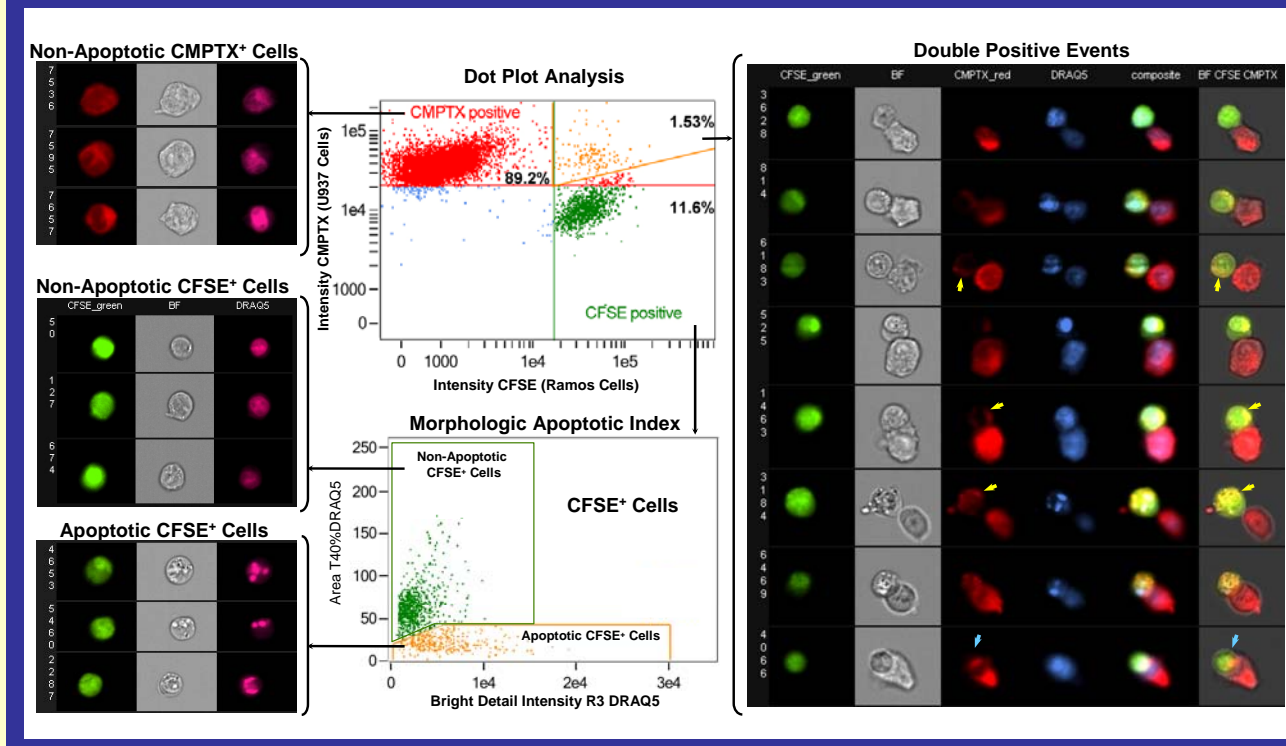 Non-Apoptotic CMPTX+ Cells
7536
7595
7657
Non-Apoptotic CFSE+ Cells
CFSE_green BF DRAQ5
50
127
674
Apoptotic CFSE+ Cells
4653
5460
2287
Dot Plot Analysis
CMPTX positive
1.53%
89.2%
11.6%
CFSE positive
Intensity CMPTX (U937 Cells)
1e5
1e4
1000
0
0 1000 1e4 1e5
Intensity CFSE (Ramos Cells)
Morphologic Apoptotic Index
Non-Apoptotic
CFSE+ Cells
CFSE+ Cells
Apoptotic CFSE+ Cells
Area T40%DRAQ5
250
200
150
100
50
0
0 1e4 2e4 3e4
Bright Detail Intensity R3 DRAQ5
Double Positive Events
CFSE_green BF CMPTX_red DRAQ5 composite BF CFSE CMPTX
3628
814
6183
525
1463
3184
6469
4066